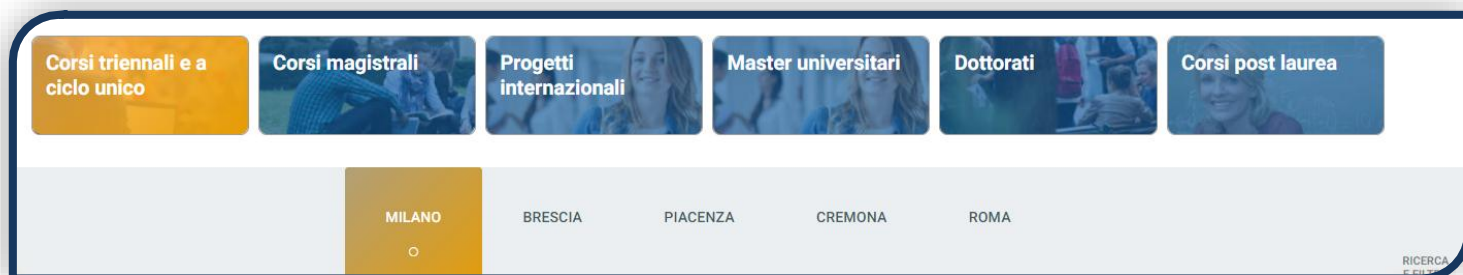 Corsi triennali e a
ciclo unico
Corsi magistrali
Progetti
internazionali
Master universitari
Dottorati
Corsi post laurea
MILANO
BRESCIA
PIACENZA
CREMONA
ROMA
RICERCA